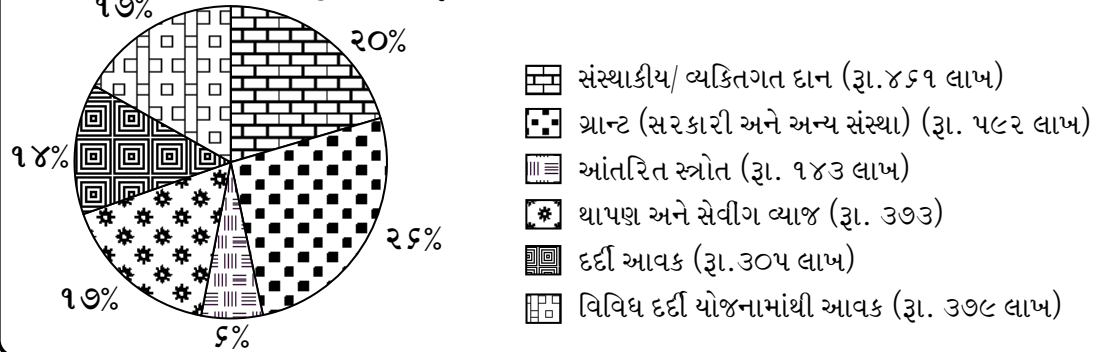 ૧૭%
૨૦%
૧૪%
૨૬%
૧૭%
૬%
સંસ્થાકીય/ વ્યકિતગત દાન (રૂા.૪૬૧ લાખ)
ગ્રાન્ટ (સરકારી અને અન્ય સંસ્થા) (રૂા. ૫૯૨ લાખ)
આંતરિત સ્ત્રોત (રૂા. ૧૪૩ લાખ)
થાપણ અને સેવીંગ વ્યાજ (રૂા. ૩૭૩)
દર્દી આવક (રૂા.૩૦૫ લાખ)
વિવિધ દર્દી યોજનામાંથી આવક (રૂા. ૩૭૯ લાખ)